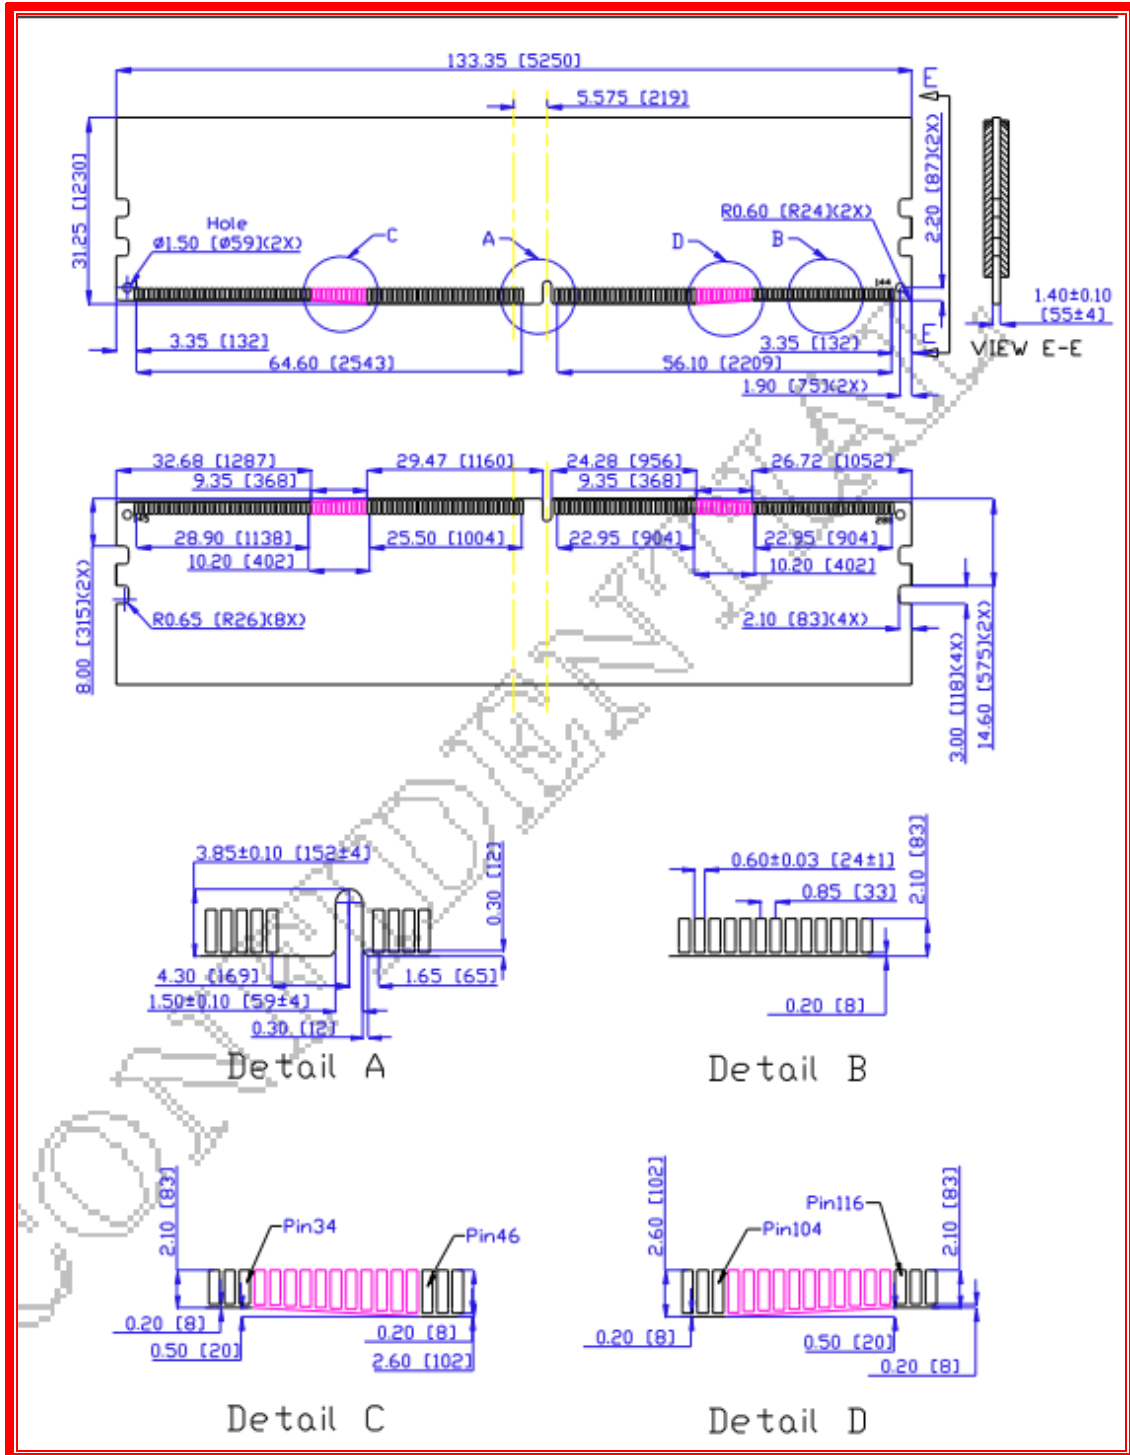 133.35 [5250]
5.575 [219]
E
31.25 [1230]
Hole
Ø1.50 [Ø59](2X)
C
A
D
B
R0.60 [R24](2X)
2.20 [87](2X)
144
1.40±0.10
[55±4]
3.35 [132]
3.35 [132]
E
VIEW E-E
64.60 [2543]
56.10 [2209]
1.90 [75](2X)
32.68 [1287]
29.47 [1160]
24.28 [956]
26.72 [1052]
9.35 [368]
9.35 [368]
145
288
28.90 [1138]
25.50 [1004]
22.95 [904]
22.95 [904]
10.20 [402]
10.20 [402]
8.00 [315](2X)
R0.65 [R26](8X)
2.10 [83](4X)
3.00 [118](4X)
14.60 [575](2X)
CONFIDENTIAL
3.85±0.10 [152±4]
0.30 [12]
4.30 [169]
1.65 [65]
1.50±0.10 [59±4]
0.30 [12]
Detail A
0.60±0.03 [24±1]
0.85 [33]
2.10 [83]
0.20 [8]
Detail B
2.10 [83]
Pin34
Pin46
0.20 [8]
0.50 [20]
0.20 [8]
2.60 [102]
Detail C
2.60 [102]
Pin104
Pin116
2.10 [83]
0.20 [8]
0.50 [20]
0.20 [8]
Detail D